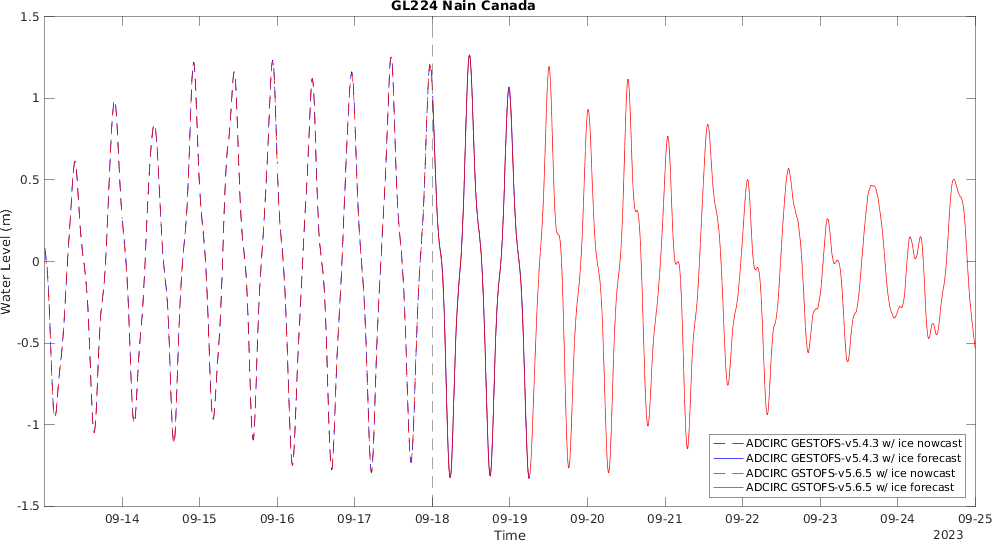 GL224 Nain Canada
1.5
1
0.5
0
-0.5
-1
-1.5
Water Level (m)
ADCIRC GESTOFS-v5.4.3 w/ ice nowcast
ADCIRC GESTOFS-v5.4.3 w/ ice forecast
ADCIRC GSTOFS-v5.6.5 w/ ice nowcast
ADCIRC GSTOFS-v5.6.5 w/ ice forecast
09-14 09-15 09-16 09-17 09-18 09-19 09-20 09-21 09-22 09-23 09-24 09-25
Time
2023